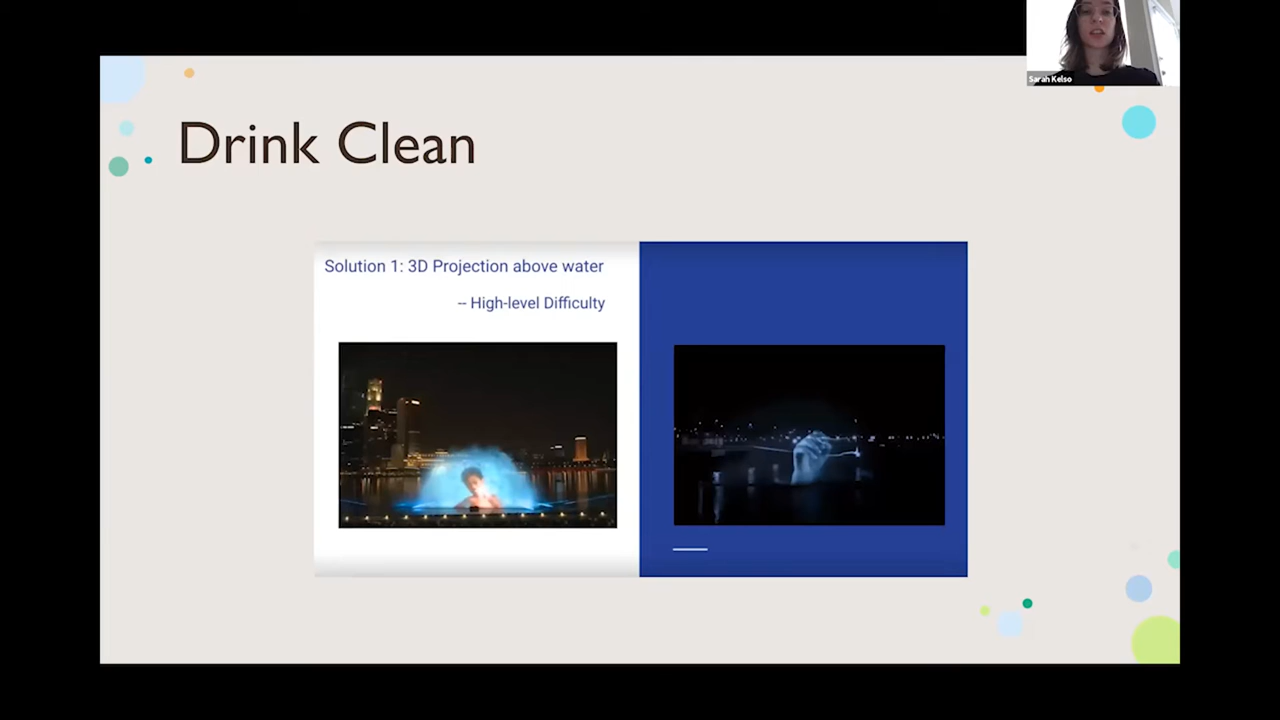 Sarah Kelso
Drink Clean
Solution 1: 3D Projection above water
-- High-level Difficulty